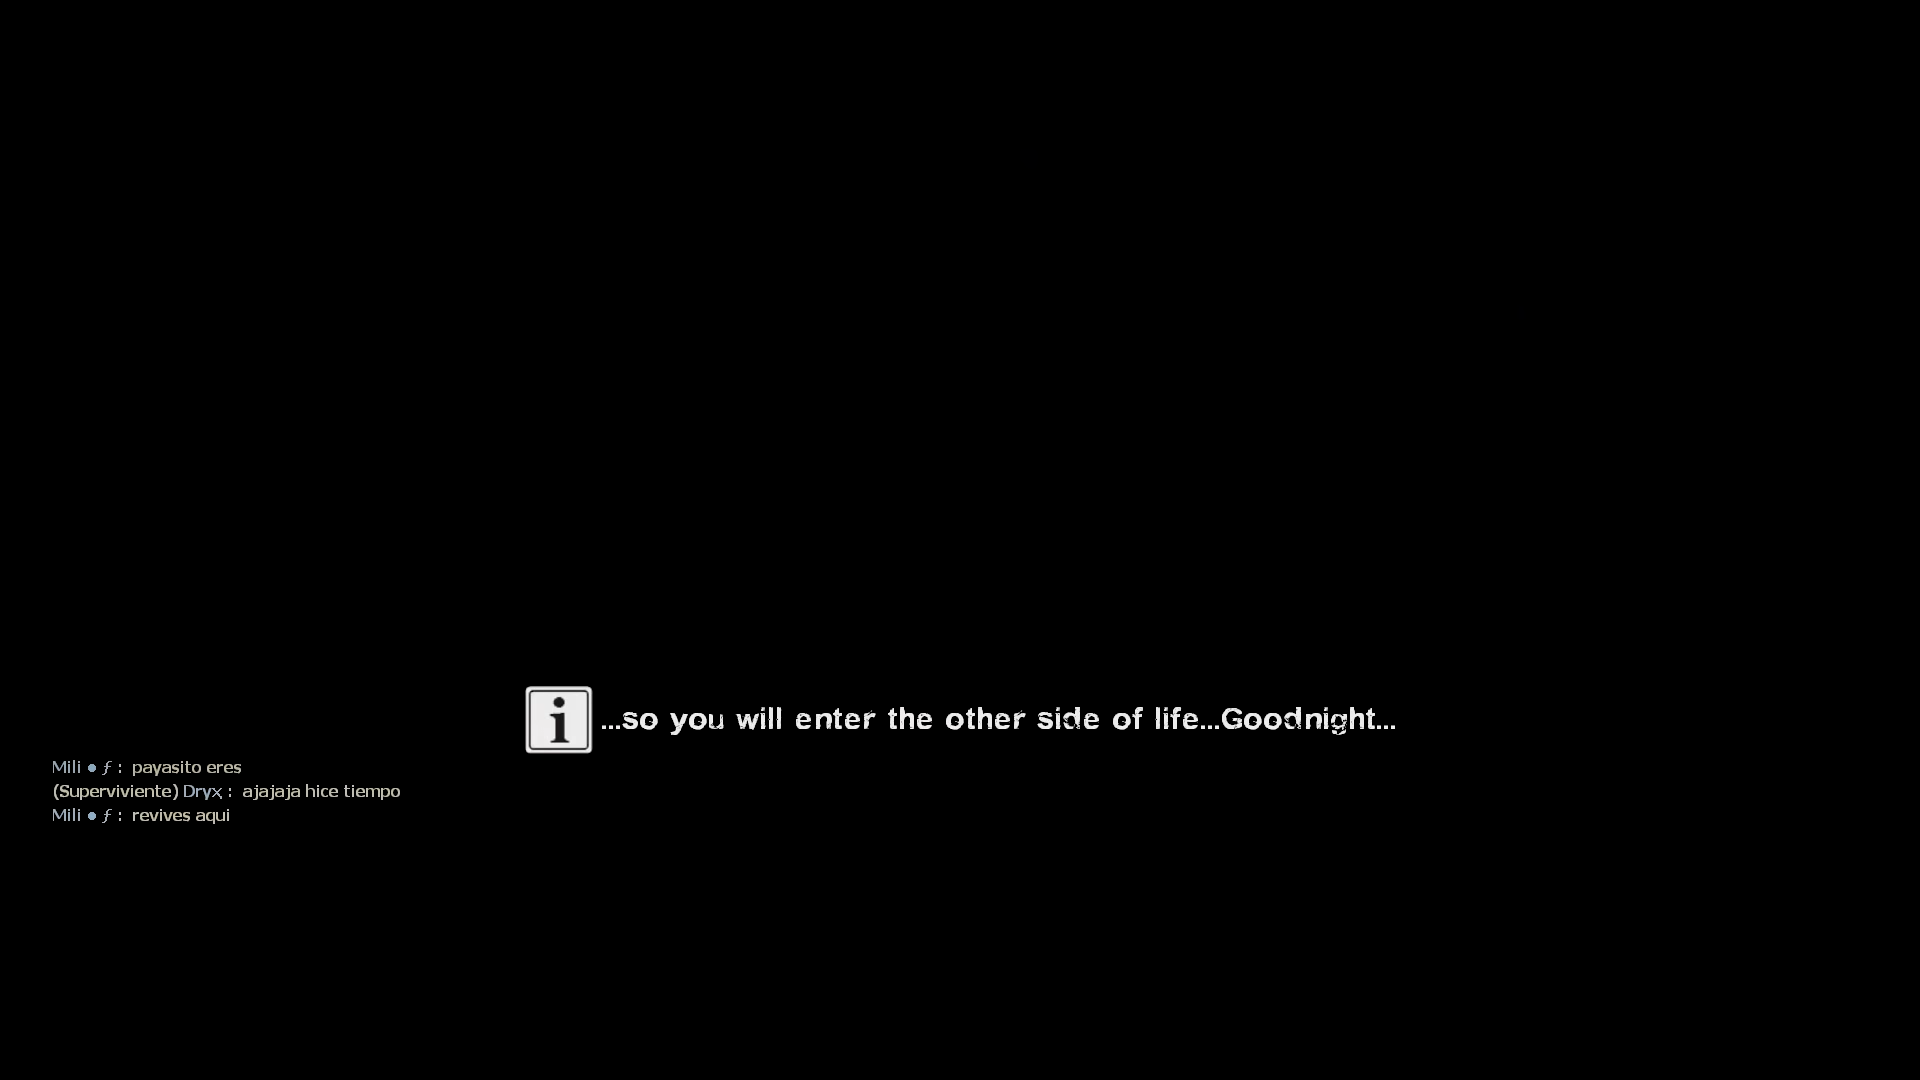 i ...so you will enter the other side of life...Goodnight...
Mili ● ƒ : payasito eres
(Superviviente) Dryx : ajajaja hice tiempo
Mili ● ƒ : revives aqui